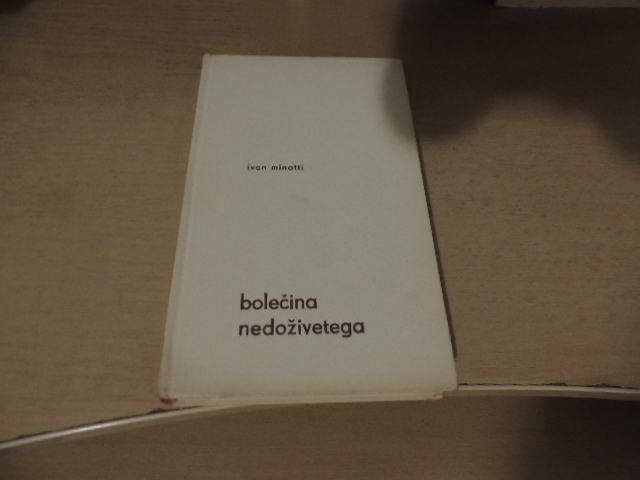 ivan minatti
bolečina
nedoživetega